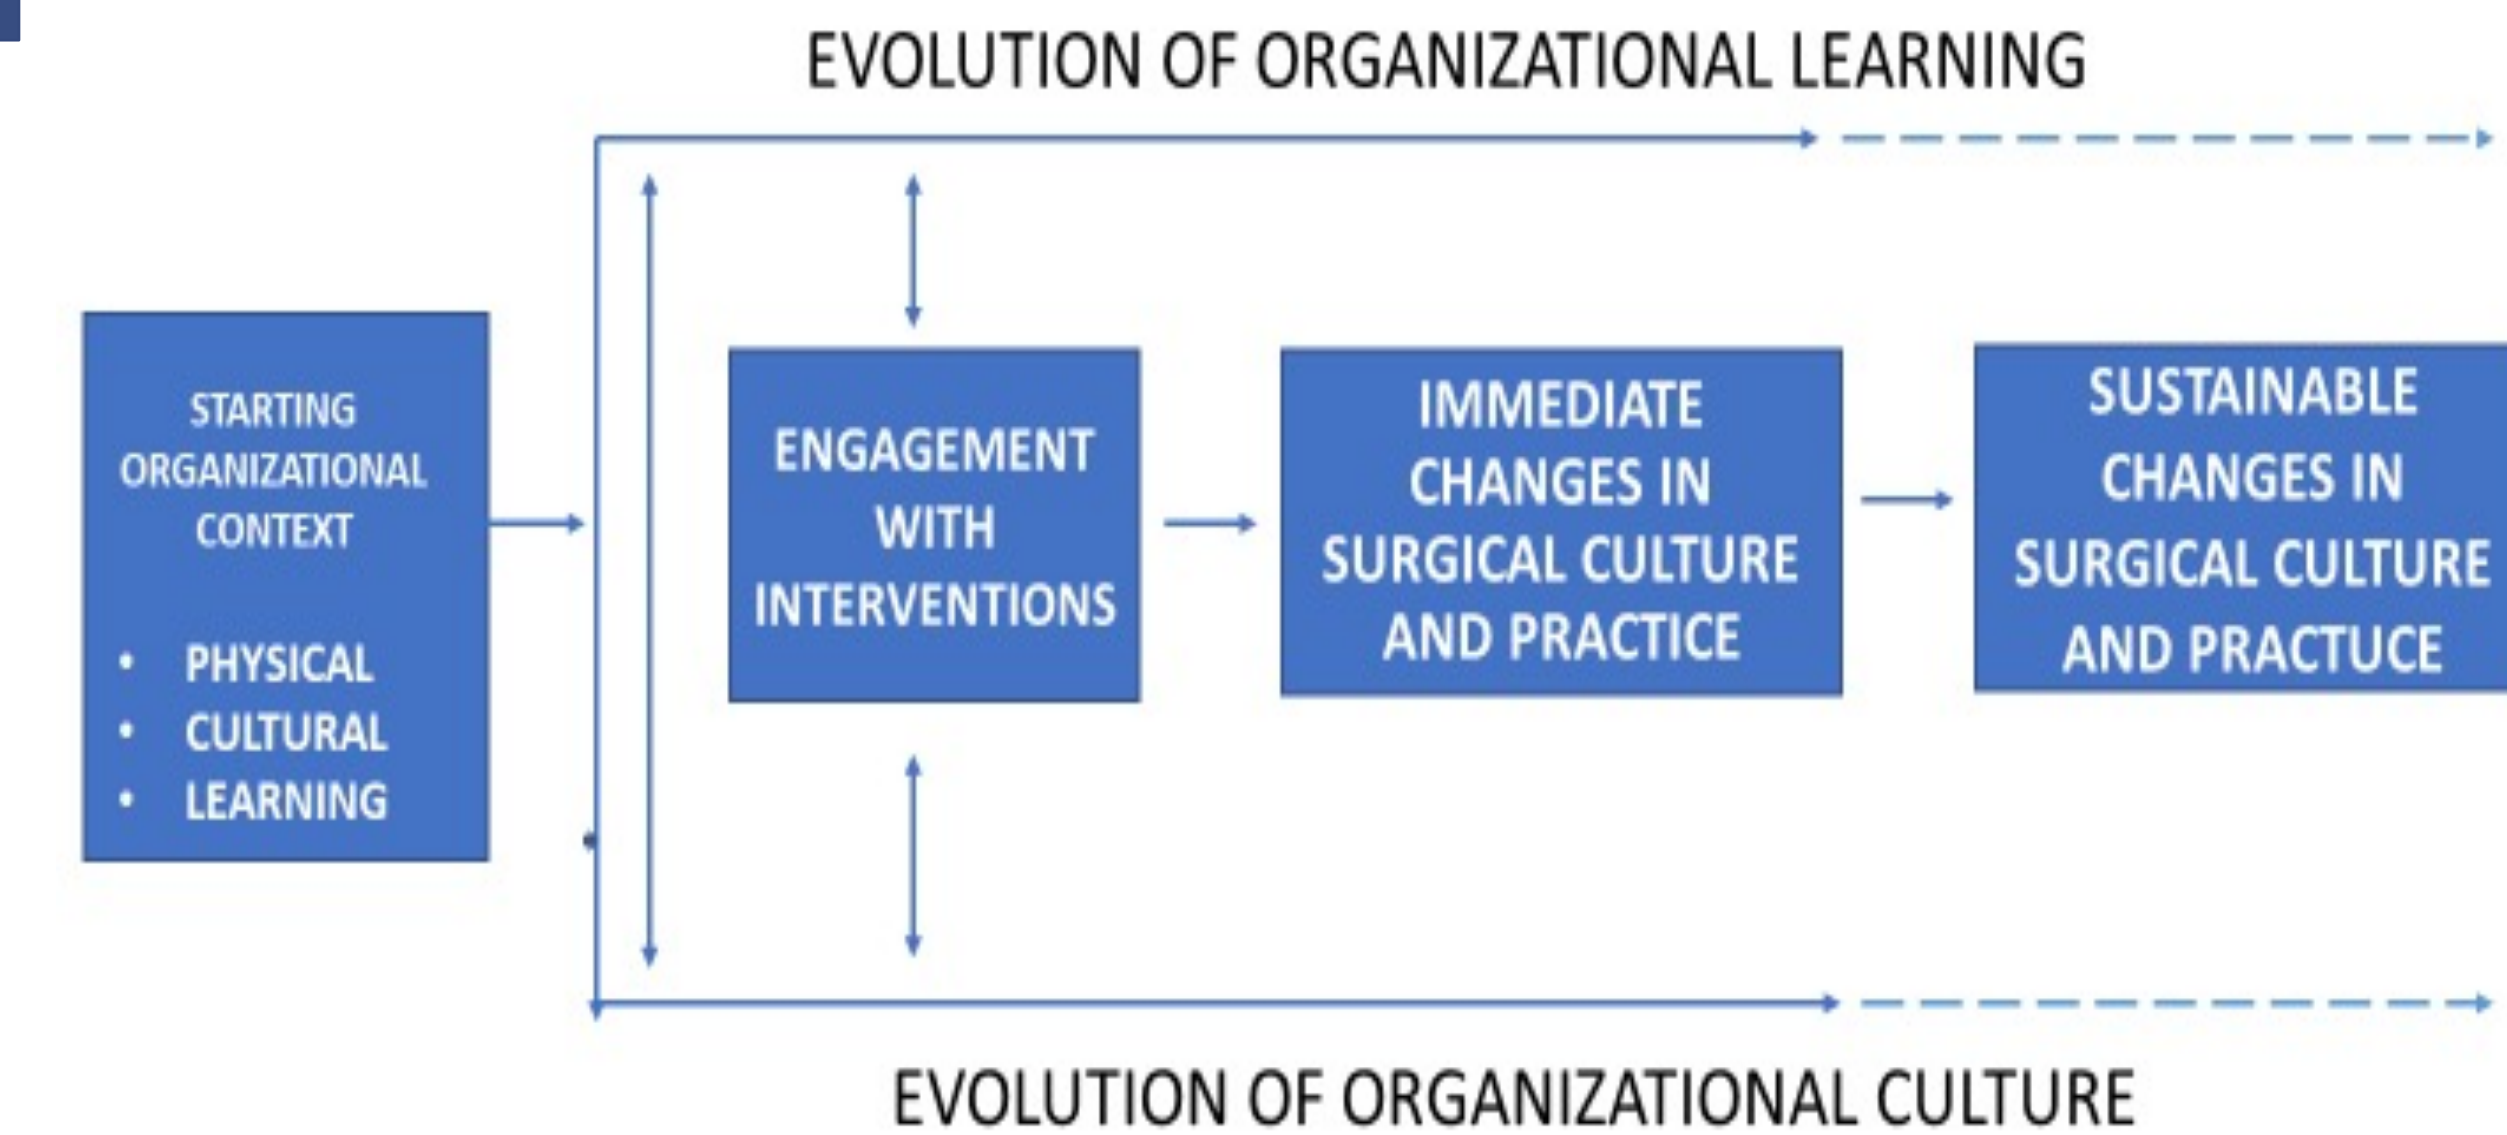 EVOLUTION OF ORGANIZATIONAL LEARNING
STARTING
ORGANIZATIONAL
CONTEXT
• PHYSICAL
• CULTURAL
• LEARNING
ENGAGEMENT
WITH
INTERVENTIONS
IMMEDIATE
CHANGES IN
SURGICAL CULTURE
AND PRACTICE
SUSTAINABLE
CHANGES IN
SURGICAL CULTURE
AND PRACTUCE
EVOLUTION OF ORGANIZATIONAL CULTURE